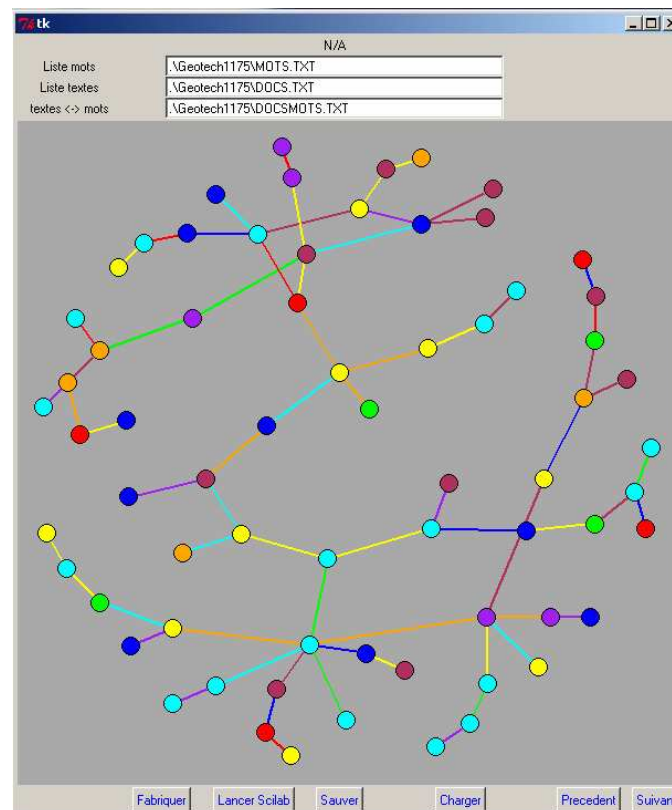 tk
N/A
Liste mots .\Geotech1175\MOTS.TXT
Liste textes .\Geotech1175\DOCS.TXT
textes <-> mots .\Geotech1175\DOCSMOTS.TXT
Fabriquer Lancer Scilab Sauver Charger Precedent Suivan